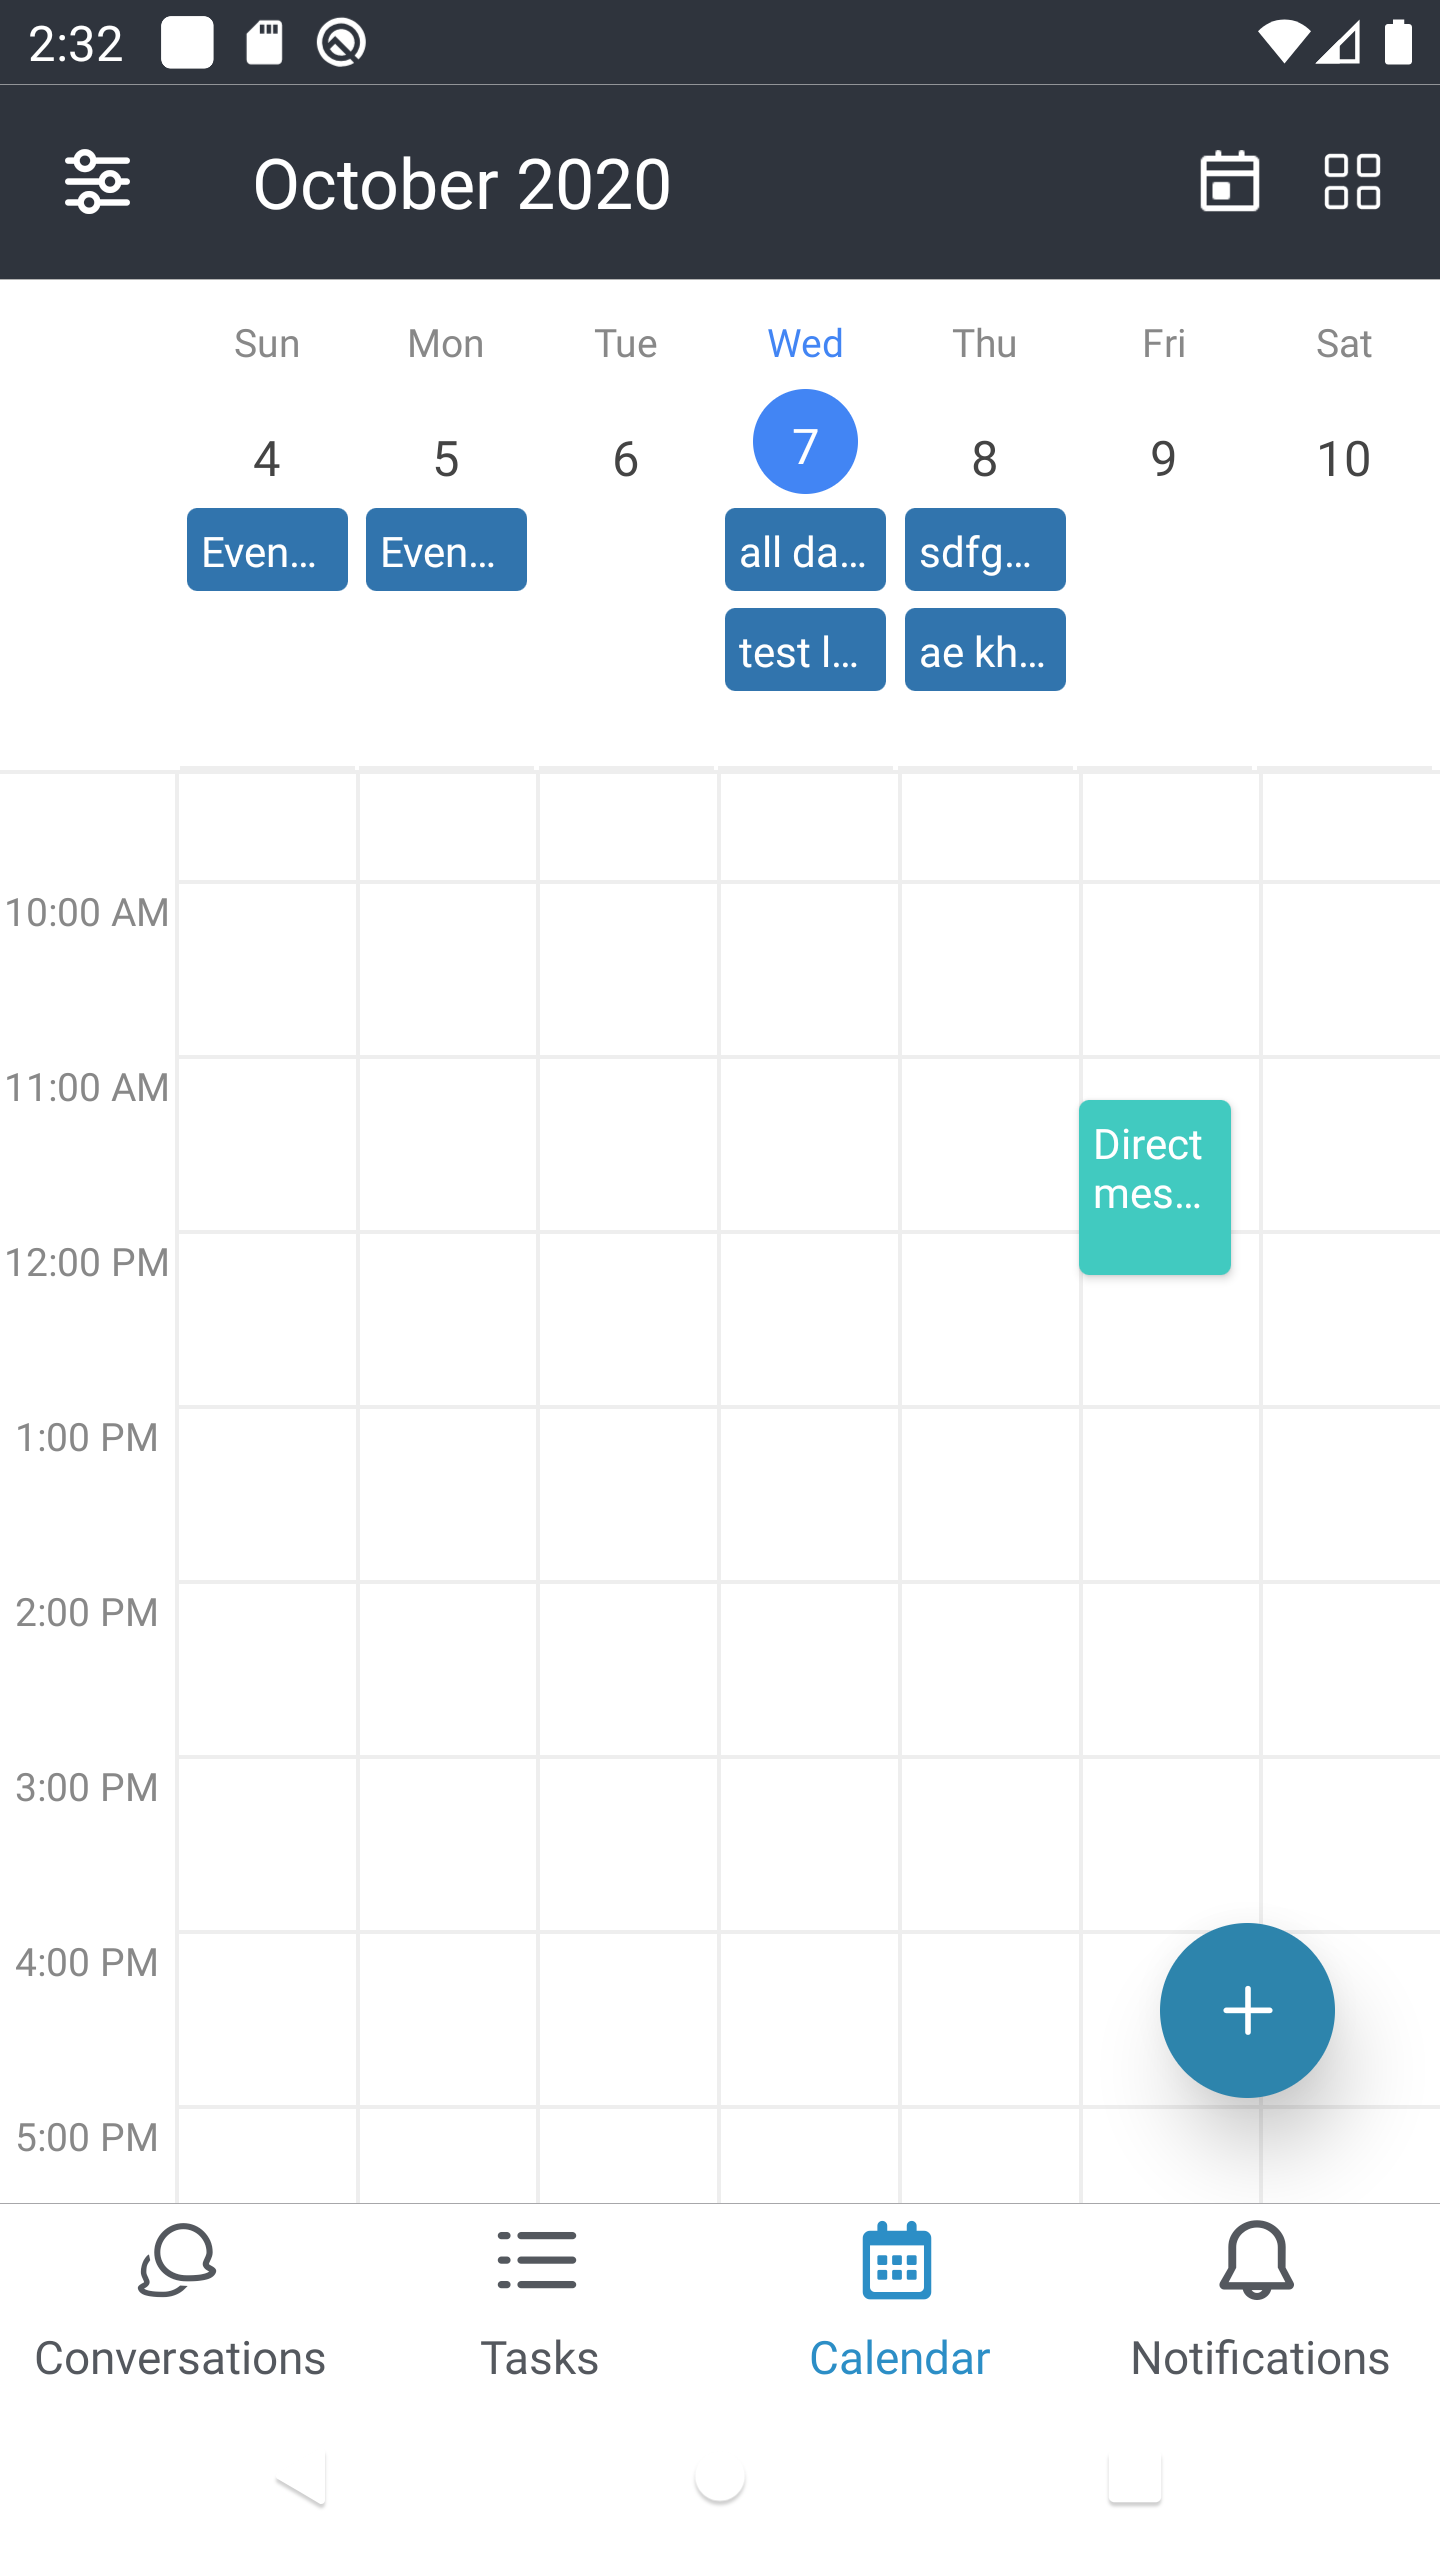 2:32
October 2020
Sun Mon Tue Wed Thu Fri Sat
4 5 6 7 8 9 10
Even... Even... all da... sdfg...
test l... ae kh...
10:00 AM
11:00 AM
Direct
mes...
12:00 PM
1:00 PM
2:00 PM
3:00 PM
4:00 PM
5:00 PM
Conversations Tasks Calendar Notifications